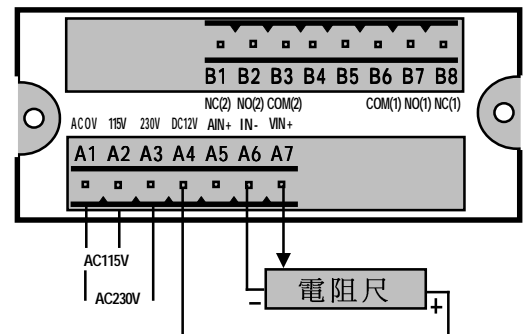 B1 B2 B3 B4 B5 B6 B7 B8
NC(2) NO(2) COM(2) COM(1) NO(1) NC(1)
AC0V 115V 230V DC12V AIN+ IN- VIN+
A1 A2 A3 A4 A5 A6 A7
AC115V
AC230V
電阻尺
- +